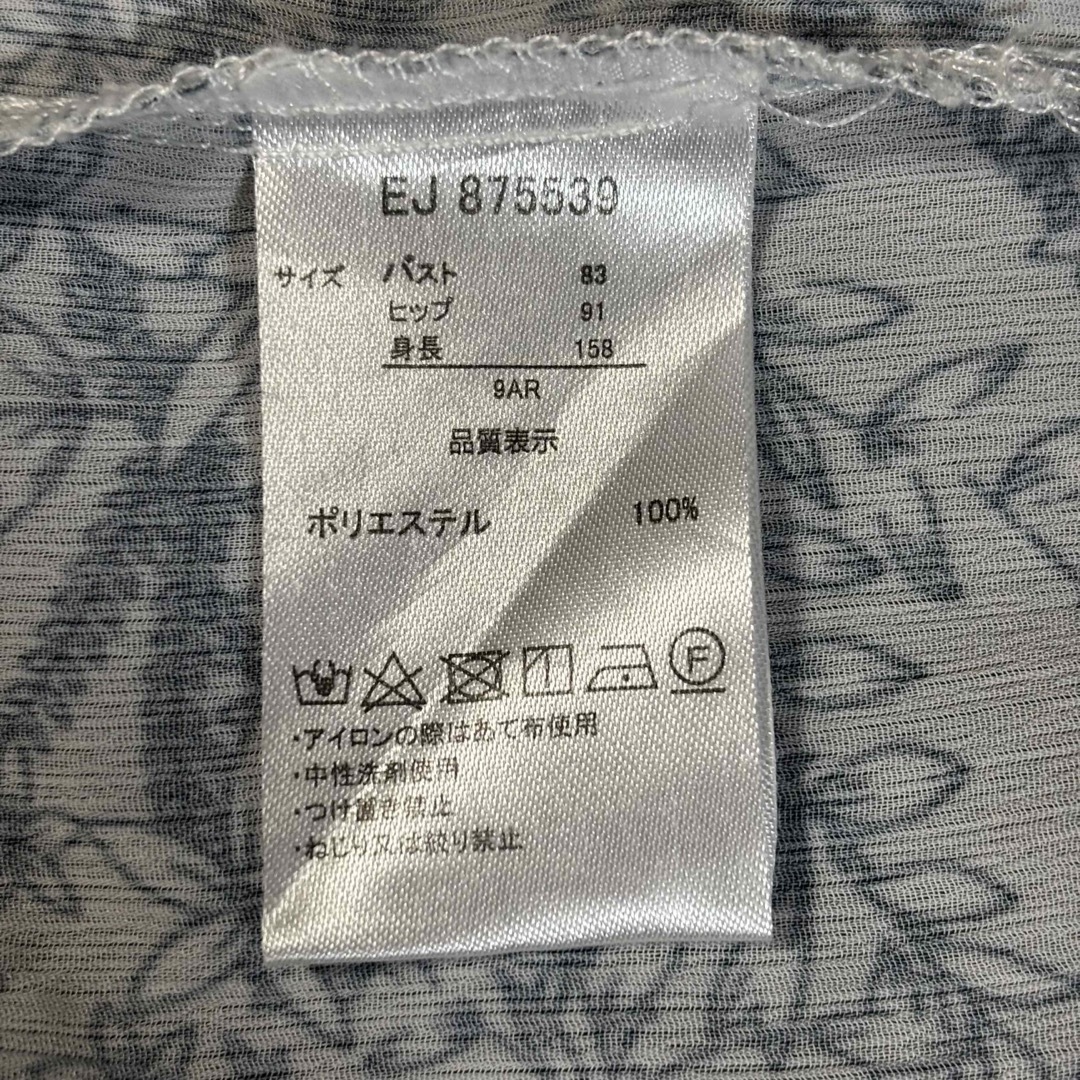 EJ 875539
サイズ バスト 83
ヒップ 91
身長 158
9AR
品質表示
ポリエステル 100%
F
・アイロンの際はあて布使用
・中性洗剤使用
・つけ置き禁止
・ねじり又は絞り禁止